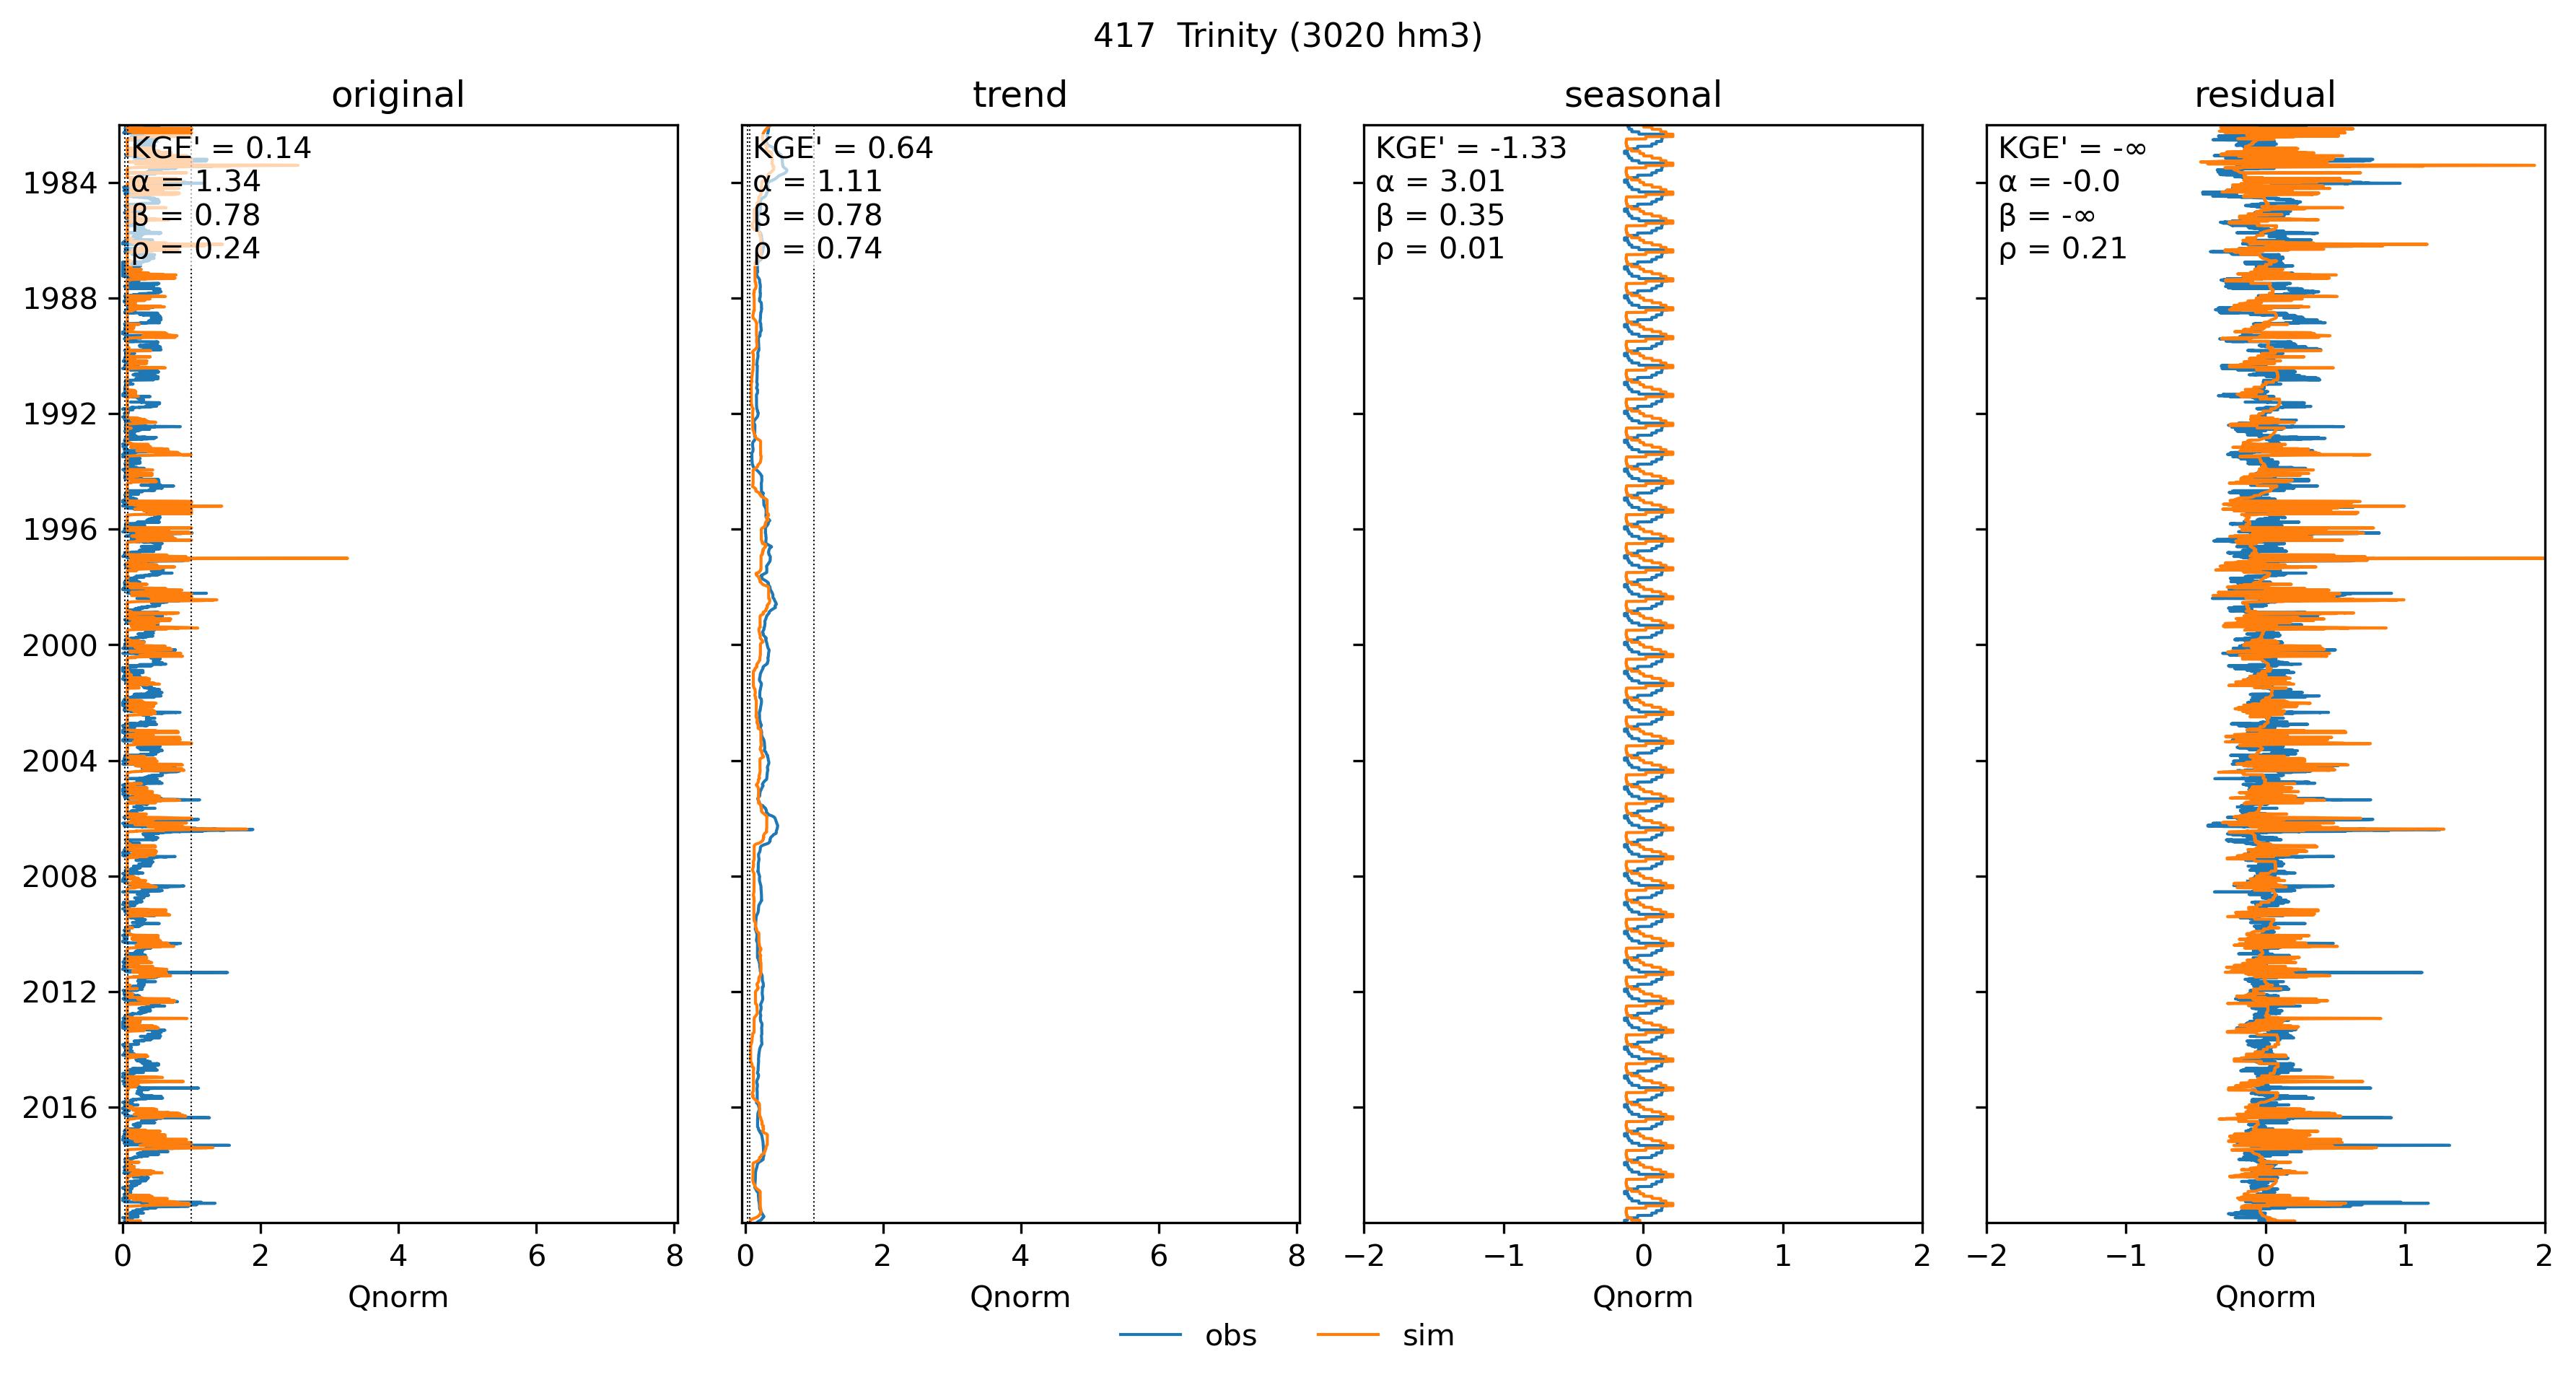 417  Trinity (3020 hm3)
original
trend
seasonal
residual
KGE' = 0.14
α = 1.34
β = 0.78
ρ = 0.24
KGE' = 0.64
α = 1.11
β = 0.78
ρ = 0.74
KGE' = -1.33
α = 3.01
β = 0.35
ρ = 0.01
KGE' = -∞
α = -0.0
β = -∞
ρ = 0.21
1984
1988
1992
1996
2000
2004
2008
2012
2016
0 2 4 6 8
0 2 4 6 8
−2 −1 0 1 2
−2 −1 0 1 2
Qnorm
Qnorm
Qnorm
Qnorm
obs sim